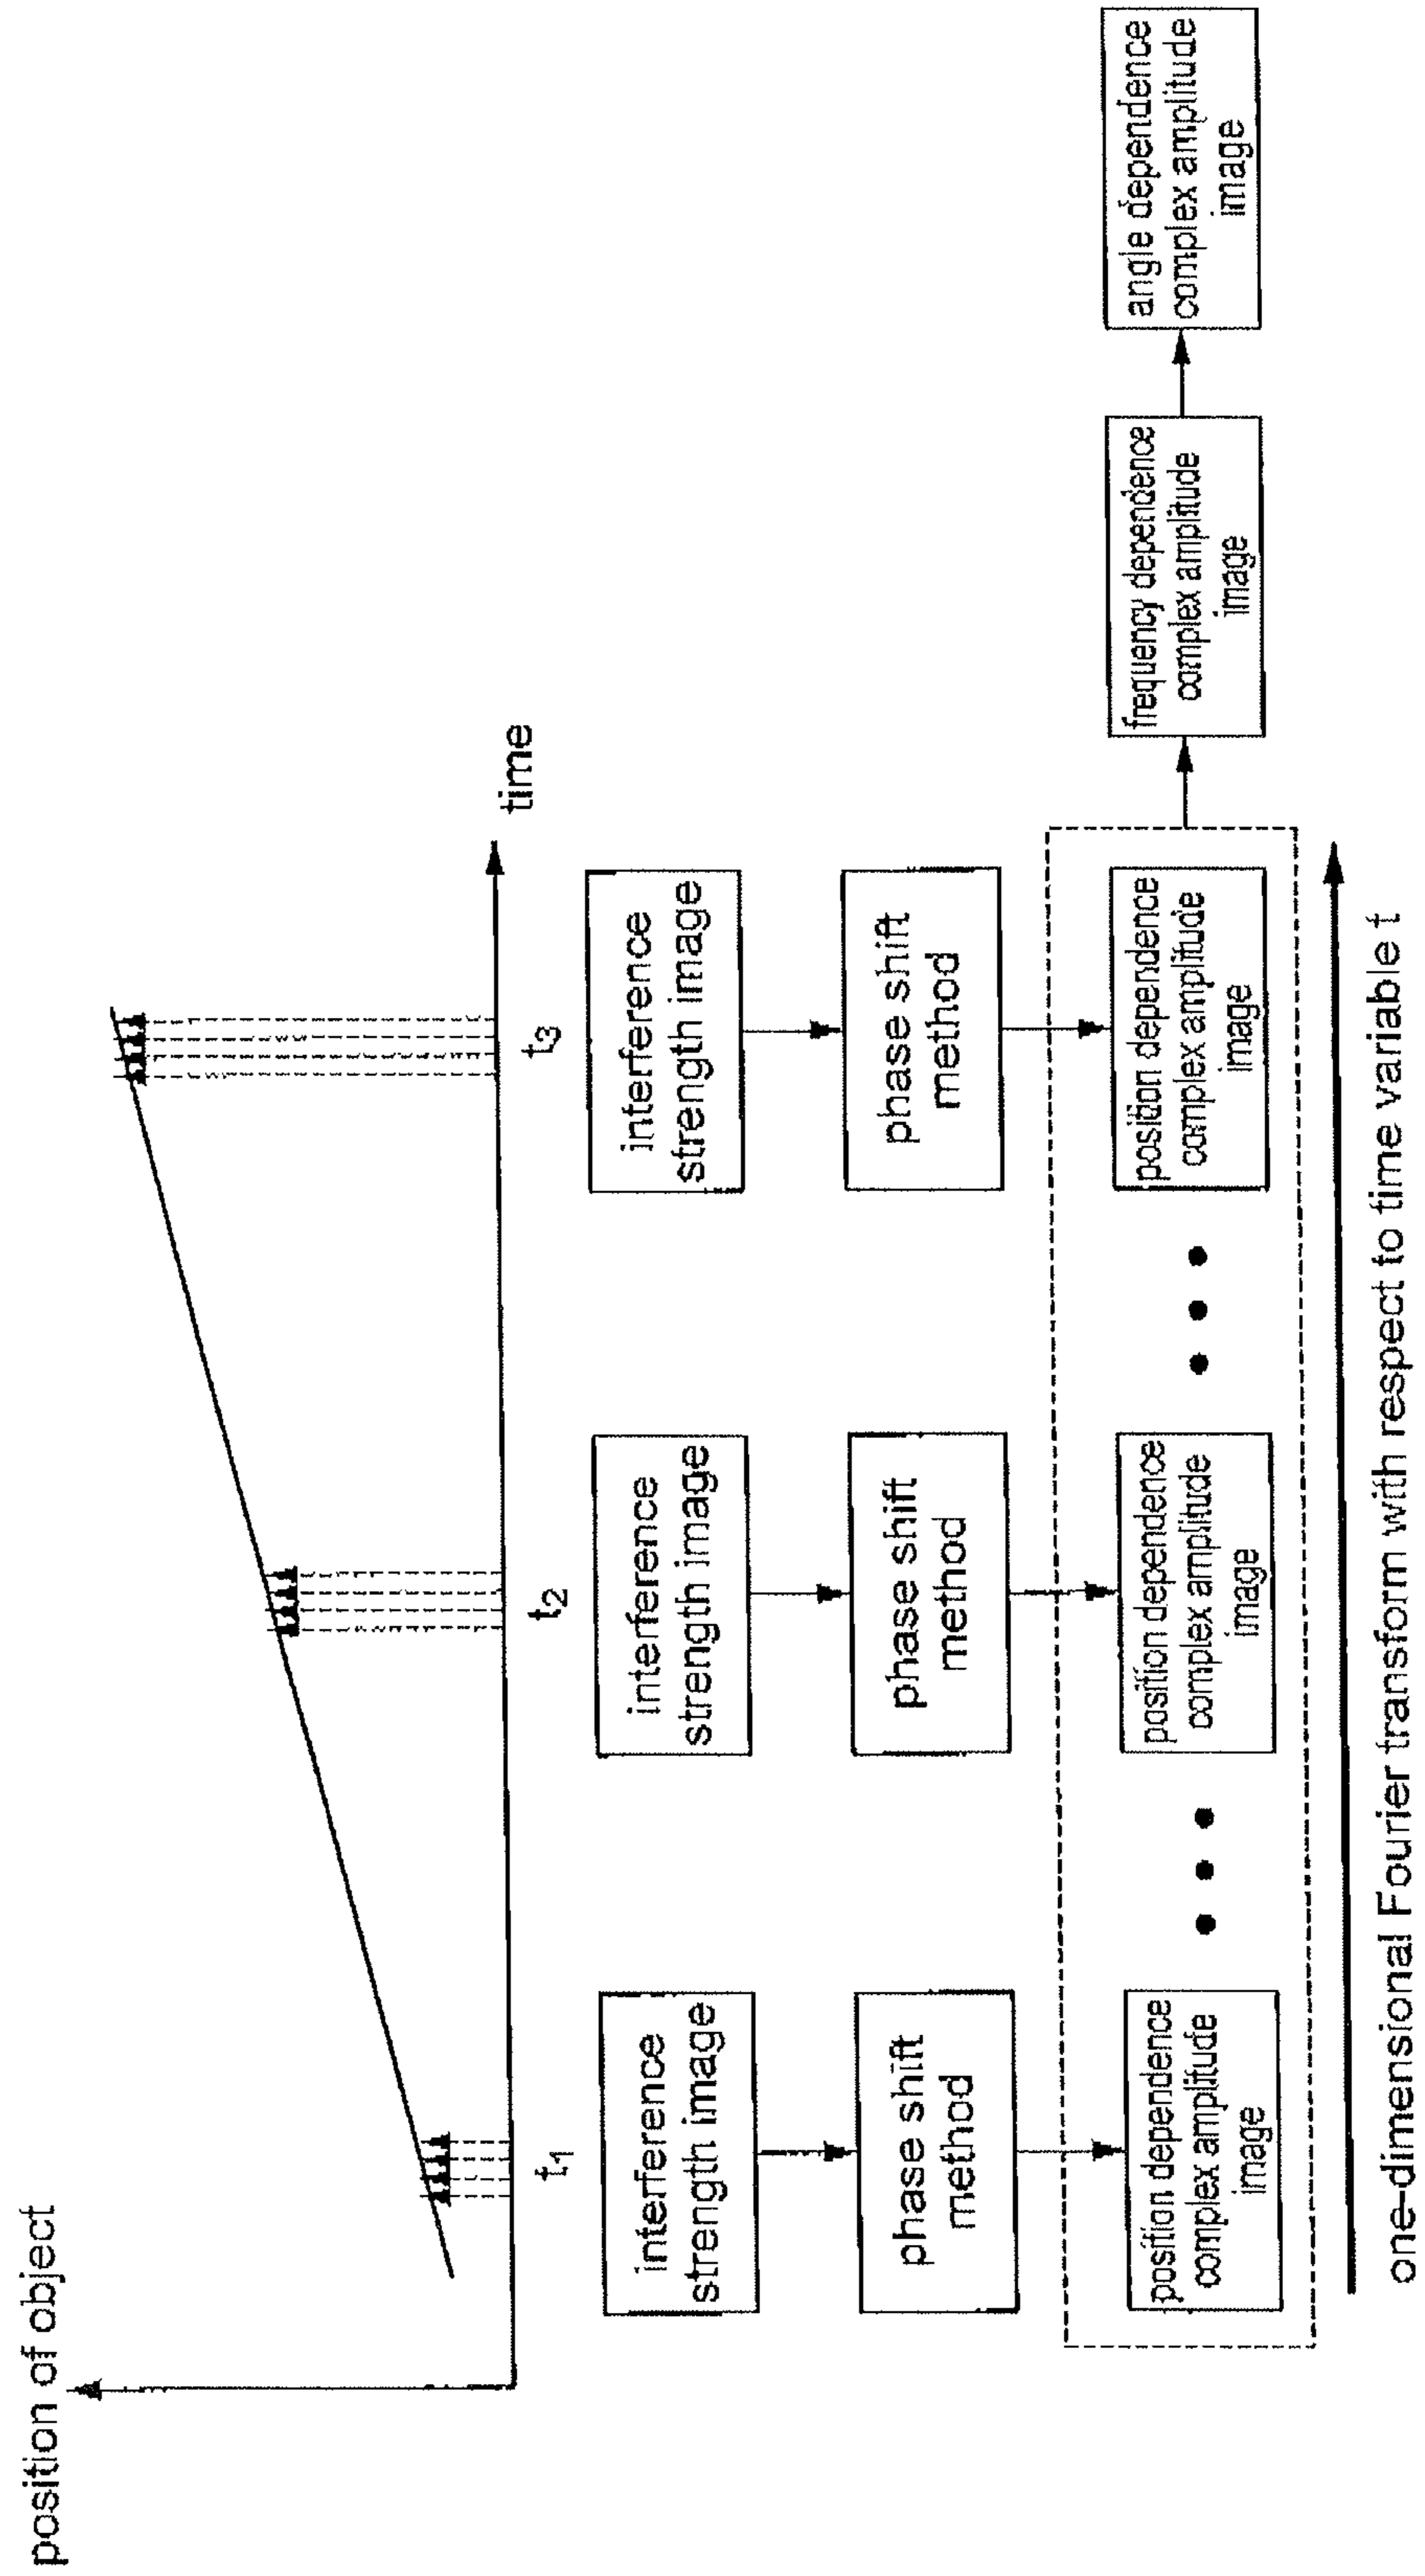 position of object
time
t1
t2
t3
interference
strength image
interference
strength image
interference
strength image
phase shift
method
phase shift
method
phase shift
method
position dependence
complex amplitude
image
position dependence
complex amplitude
image
position dependence
complex amplitude
image
frequency dependence
complex amplitude
image
angle dependence
complex amplitude
image
one-dimensional Fourier transform with respect to time variable t